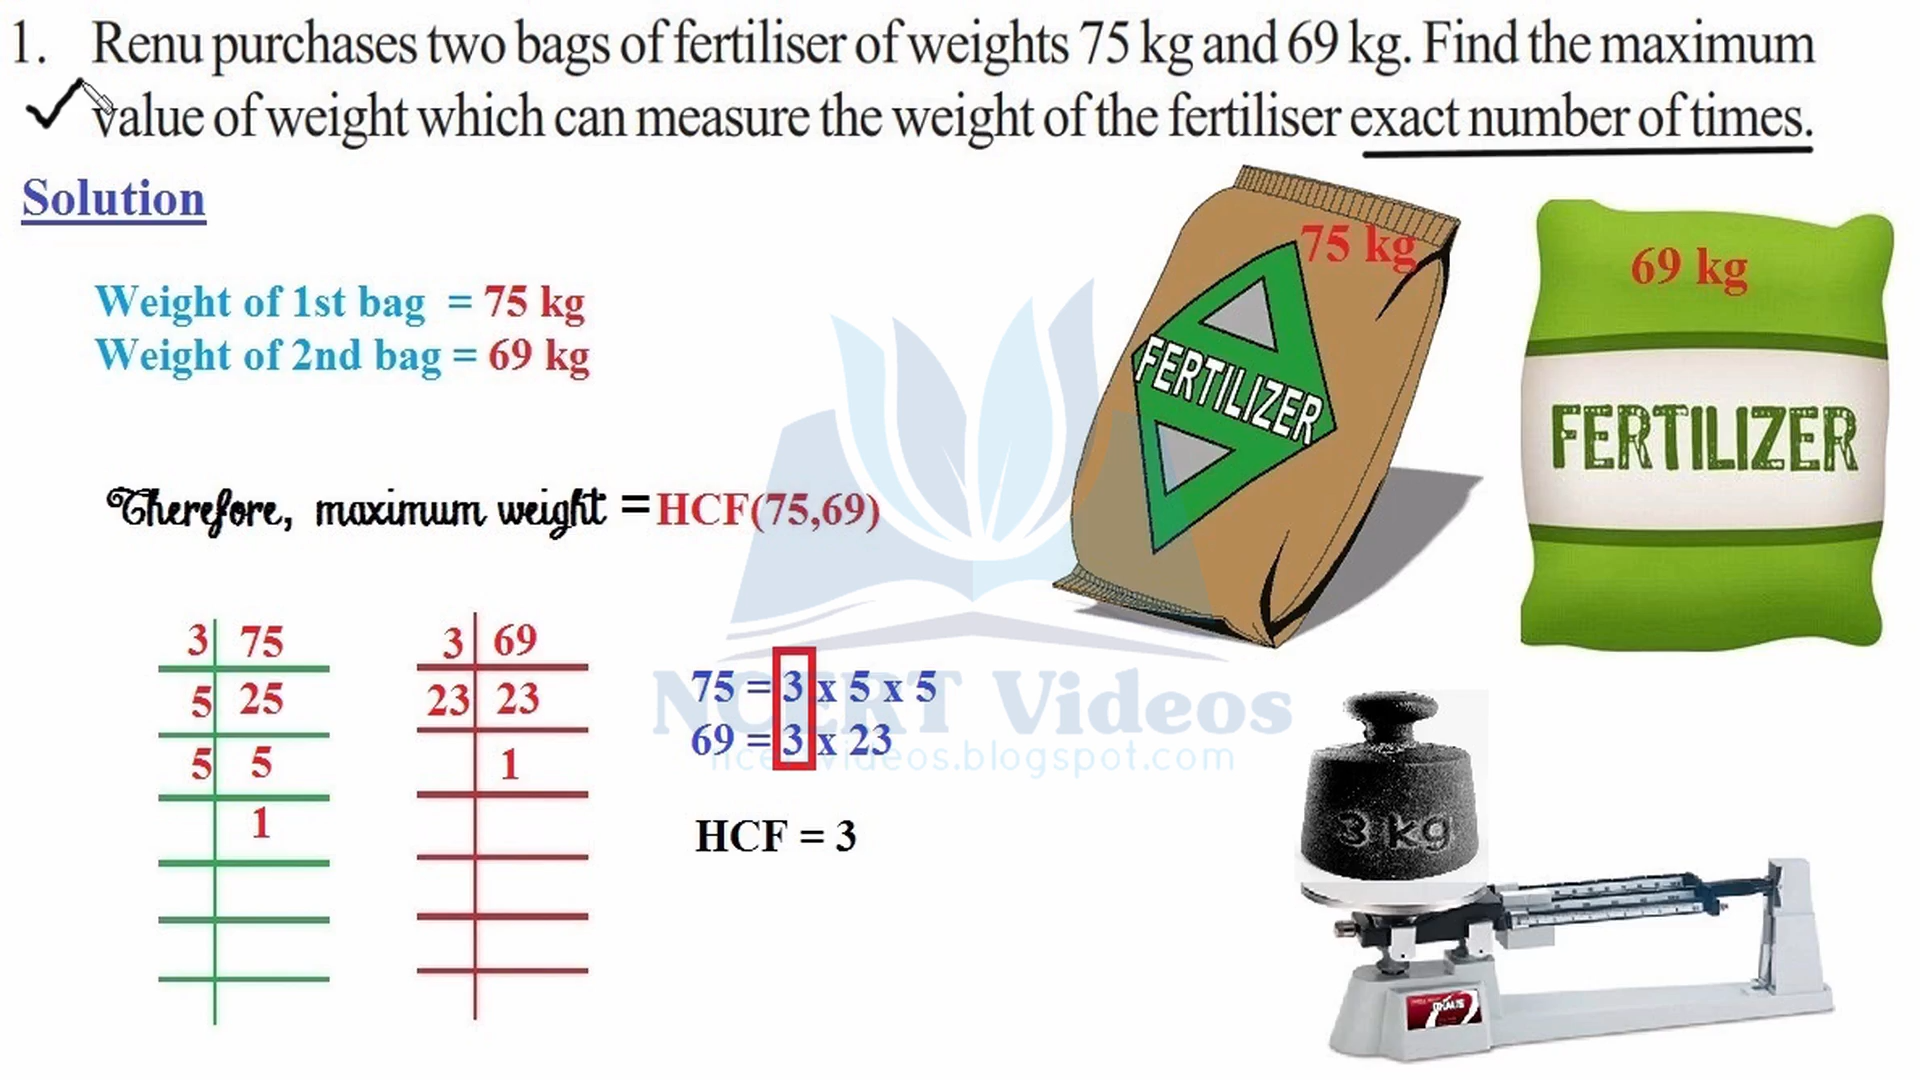 1. Renu purchases two bags of fertiliser of weights 75 kg and 69 kg. Find the maximum
value of weight which can measure the weight of the fertiliser exact number of times.
Solution
Weight of 1st bag = 75 kg
Weight of 2nd bag = 69 kg
75 kg
FERTILIZER
69 kg
FERTILIZER
Therefore, maximum weight = HCF(75,69)
3 75
5 25
5 5
1
3 69
23 23
1
75 = 3 x 5 x 5
69 = 3 x 23
NCERT Videos
ncertvideos.blogspot.com
HCF = 3
3 kg